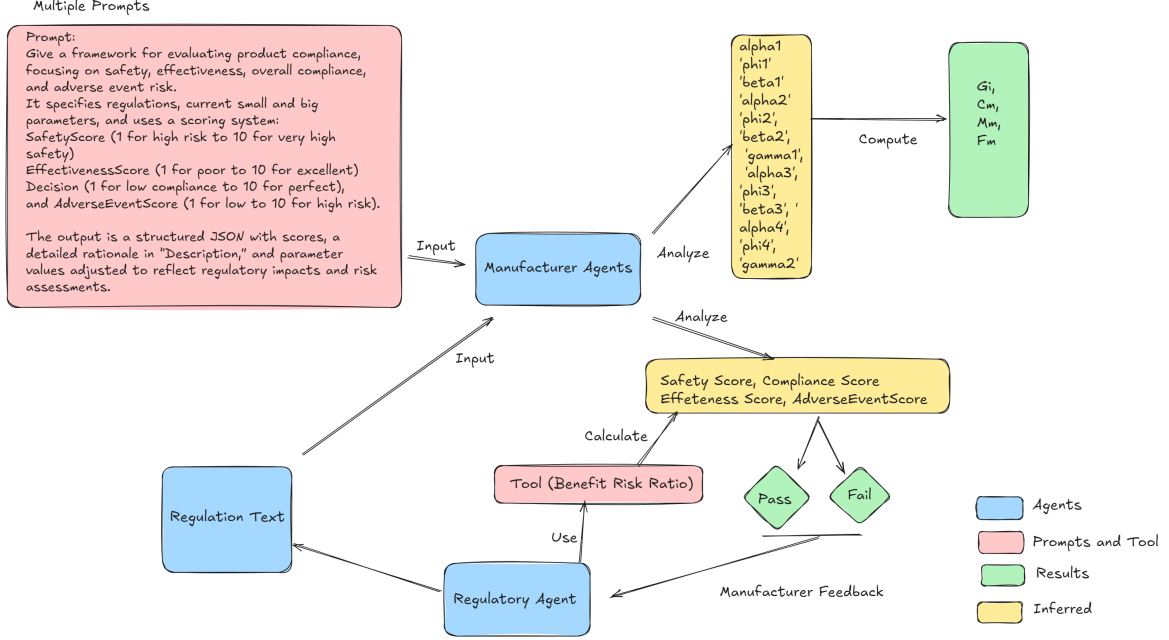 Multiple Prompts
Prompt:
Give a framework for evaluating product compliance,
focusing on safety, effectiveness, overall compliance,
and adverse event risk.
It specifies regulations, current small and big
parameters, and uses a scoring system:
SafetyScore (1 for high risk to 10 for very high
safety)
EffectivenessScore (1 for poor to 10 for excellent)
Decision (1 for low compliance to 10 for perfect),
and AdverseEventScore (1 for low to 10 for high risk).
The output is a structured JSON with scores, a
detailed rationale in "Description," and parameter
values adjusted to reflect regulatory impacts and risk
assessments.
Input
Manufacturer Agents
Analyze
alpha1
'phi1'
'beta1'
'alpha2'
'phi2',
'beta2',
'gamma1',
'alpha3',
'phi3',
'beta3', '
alpha4',
'phi4',
'gamma2'
Compute
Gi,
Cm,
Mm,
Fm
Analyze
Input
Safety Score, Compliance Score
Effeteness Score, AdverseEventScore
Calculate
Tool (Benefit Risk Ratio)
Pass
Fail
Regulation Text
Use
Regulatory Agent
Manufacturer Feedback
Agents
Prompts and Tool
Results
Inferred